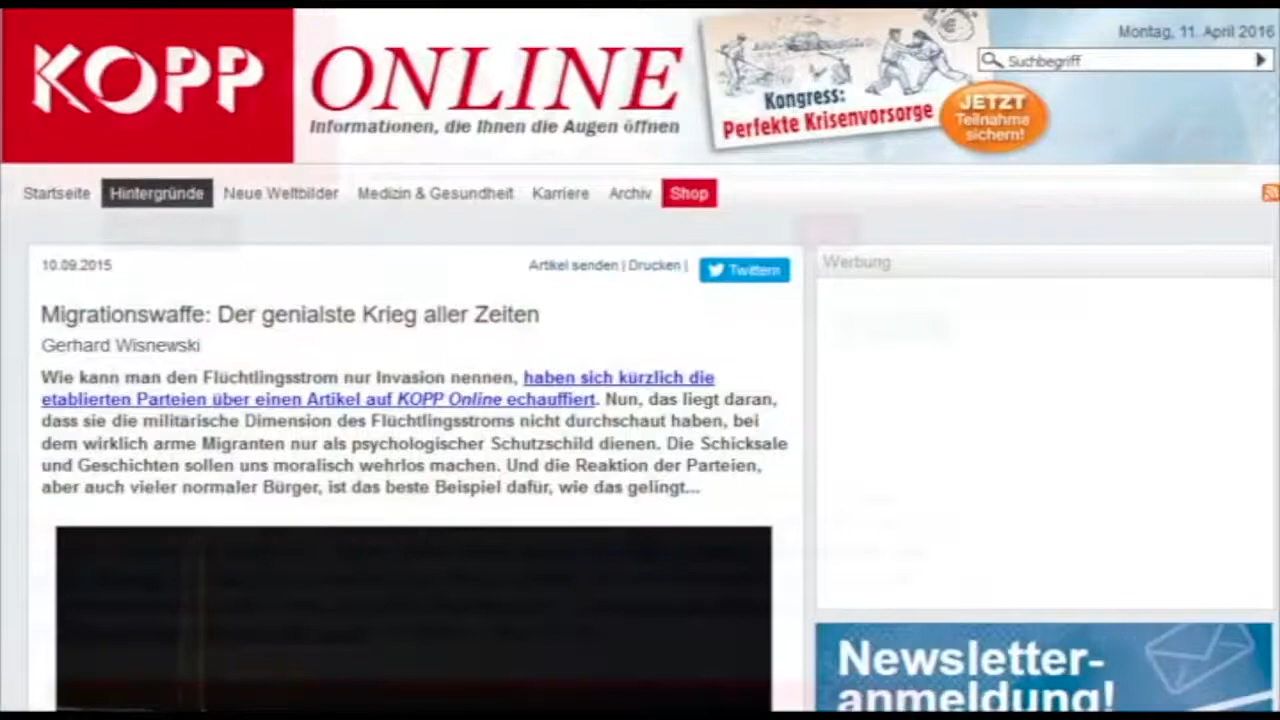 KOPP ONLINE
Informationen, die Ihnen die Augen öffnen
Kongress:
Perfekte Krisenvorsorge
JETZT
Teilnahme
sichern!
Montag, 11. April 2016
Suchbegriff
Startseite Hintergründe Neue Weltbilder Medizin & Gesundheit Karriere Archiv Shop
10.09.2015
Artikel senden | Drucken |
Twittern
Migrationswaffe: Der genialste Krieg aller Zeiten
Gerhard Wisnewski
Wie kann man den Flüchtlingsstrom nur Invasion nennen, haben sich kürzlich die
etablierten Parteien über einen Artikel auf KOPP Online echauffiert. Nun, das liegt daran,
dass sie die militärische Dimension des Flüchtlingsstroms nicht durchschaut haben, bei
dem wirklich arme Migranten nur als psychologischer Schutzschild dienen. Die Schicksale
und Geschichten sollen uns moralisch wehrlos machen. Und die Reaktion der Parteien,
aber auch vieler normaler Bürger, ist das beste Beispiel dafür, wie das gelingt...
Werbung
Newsletter-
anmeldung!